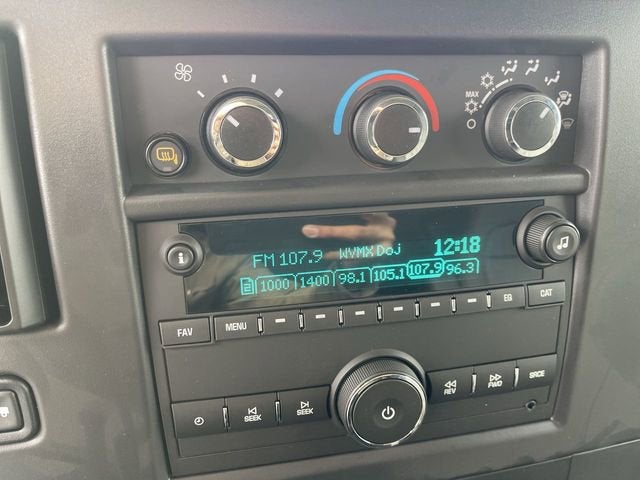 MAX
FM 107.9 WVMX Doj 12:18
1000 1400 98.1 105.1 107.9 96.3
i
FAV MENU EQ CAT
SEEK SEEK REV FWD SRCE